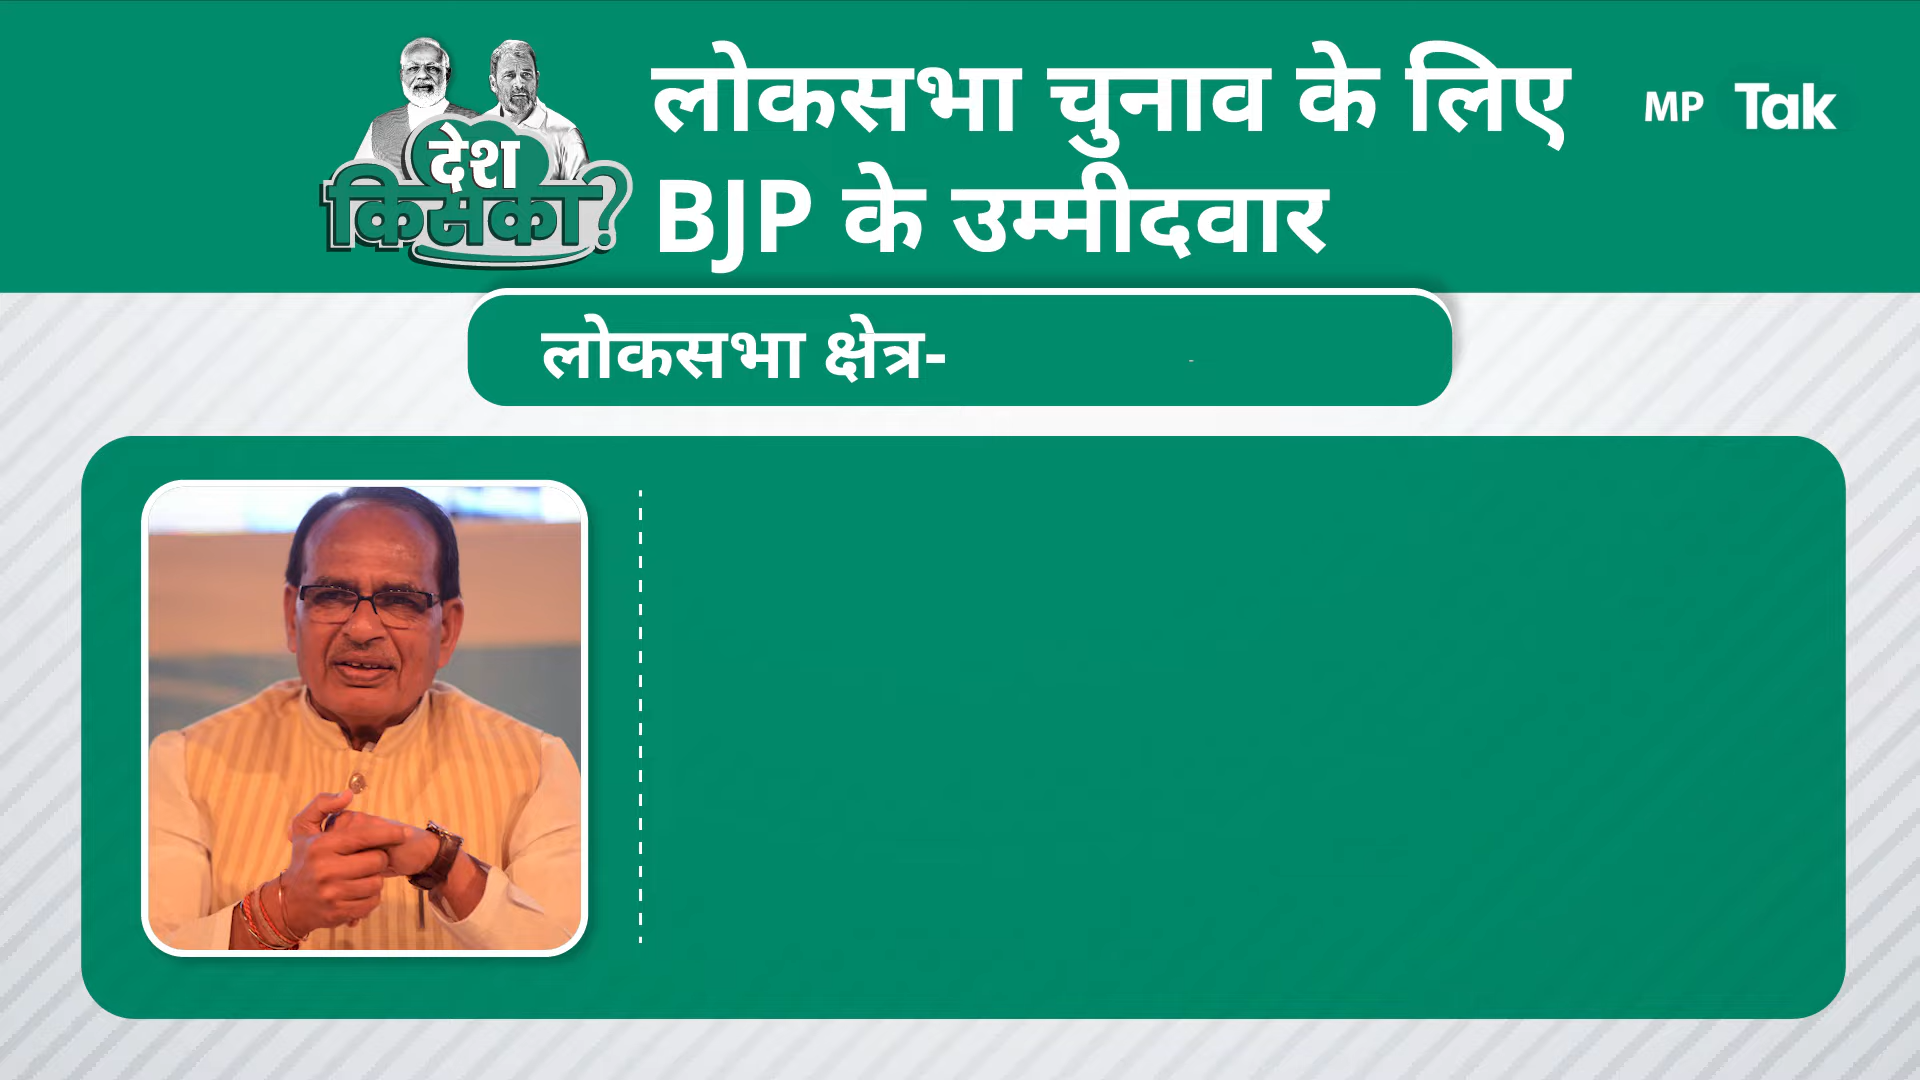 देश
किसका?
लोकसभा चुनाव के लिए
BJP के उम्मीदवार
MP Tak
लोकसभा क्षेत्र-